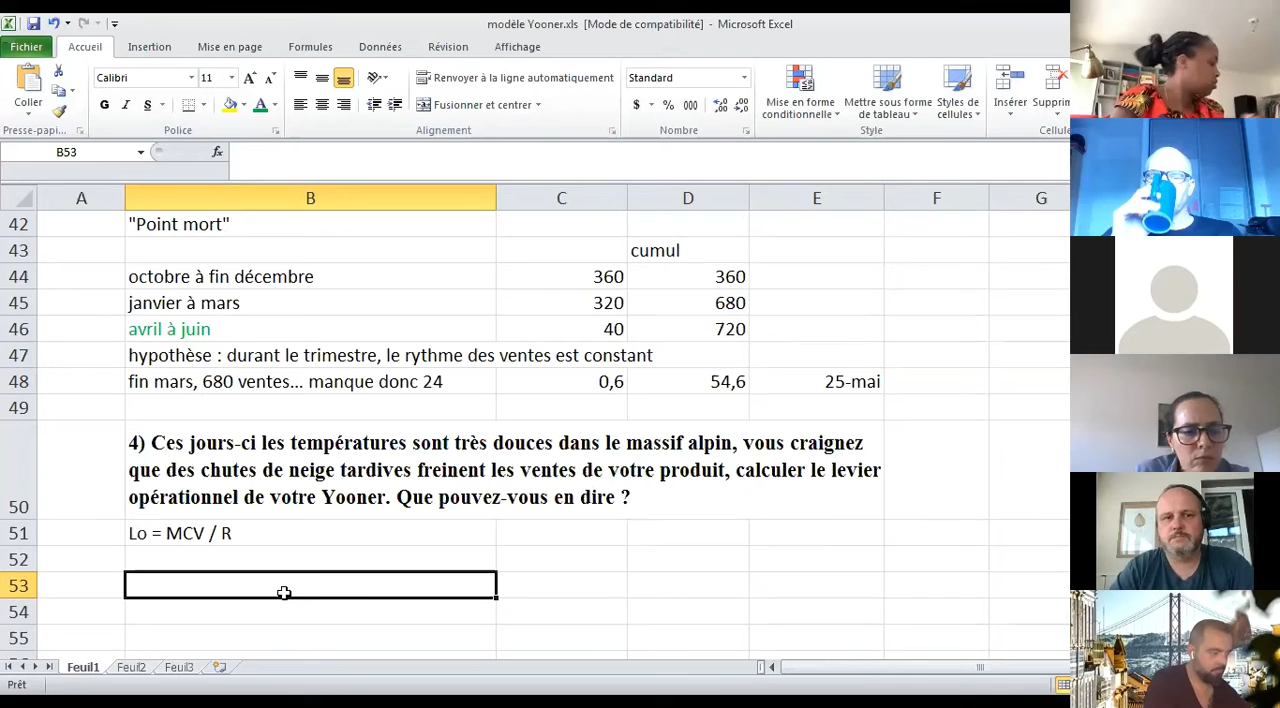 modèle Yooner.xls [Mode de compatibilité] - Microsoft Excel
Fichier Accueil Insertion Mise en page Formules Données Révision Affichage
Calibri 11 Renvoyer à la ligne automatiquement Standard
Coller G I S Fusionner et centrer $ % 000 Mise en forme conditionnelle Mettre sous forme de tableau Styles de cellules Insérer Supprim
Presse-papi... Police Alignement Nombre Style Cellule
B53 fx
A B C D E F G
42 "Point mort"
43 cumul
44 octobre à fin décembre 360 360
45 janvier à mars 320 680
46 avril à juin 40 720
47 hypothèse : durant le trimestre, le rythme des ventes est constant
48 fin mars, 680 ventes... manque donc 24 0,6 54,6 25-mai
49
4) Ces jours-ci les températures sont très douces dans le massif alpin, vous craignez
que des chutes de neige tardives freinent les ventes de votre produit, calculer le levier
50 opérationnel de votre Yooner. Que pouvez-vous en dire ?
51 Lo = MCV / R
52
53
54
55
Feuil1 Feuil2 Feuil3
Prêt